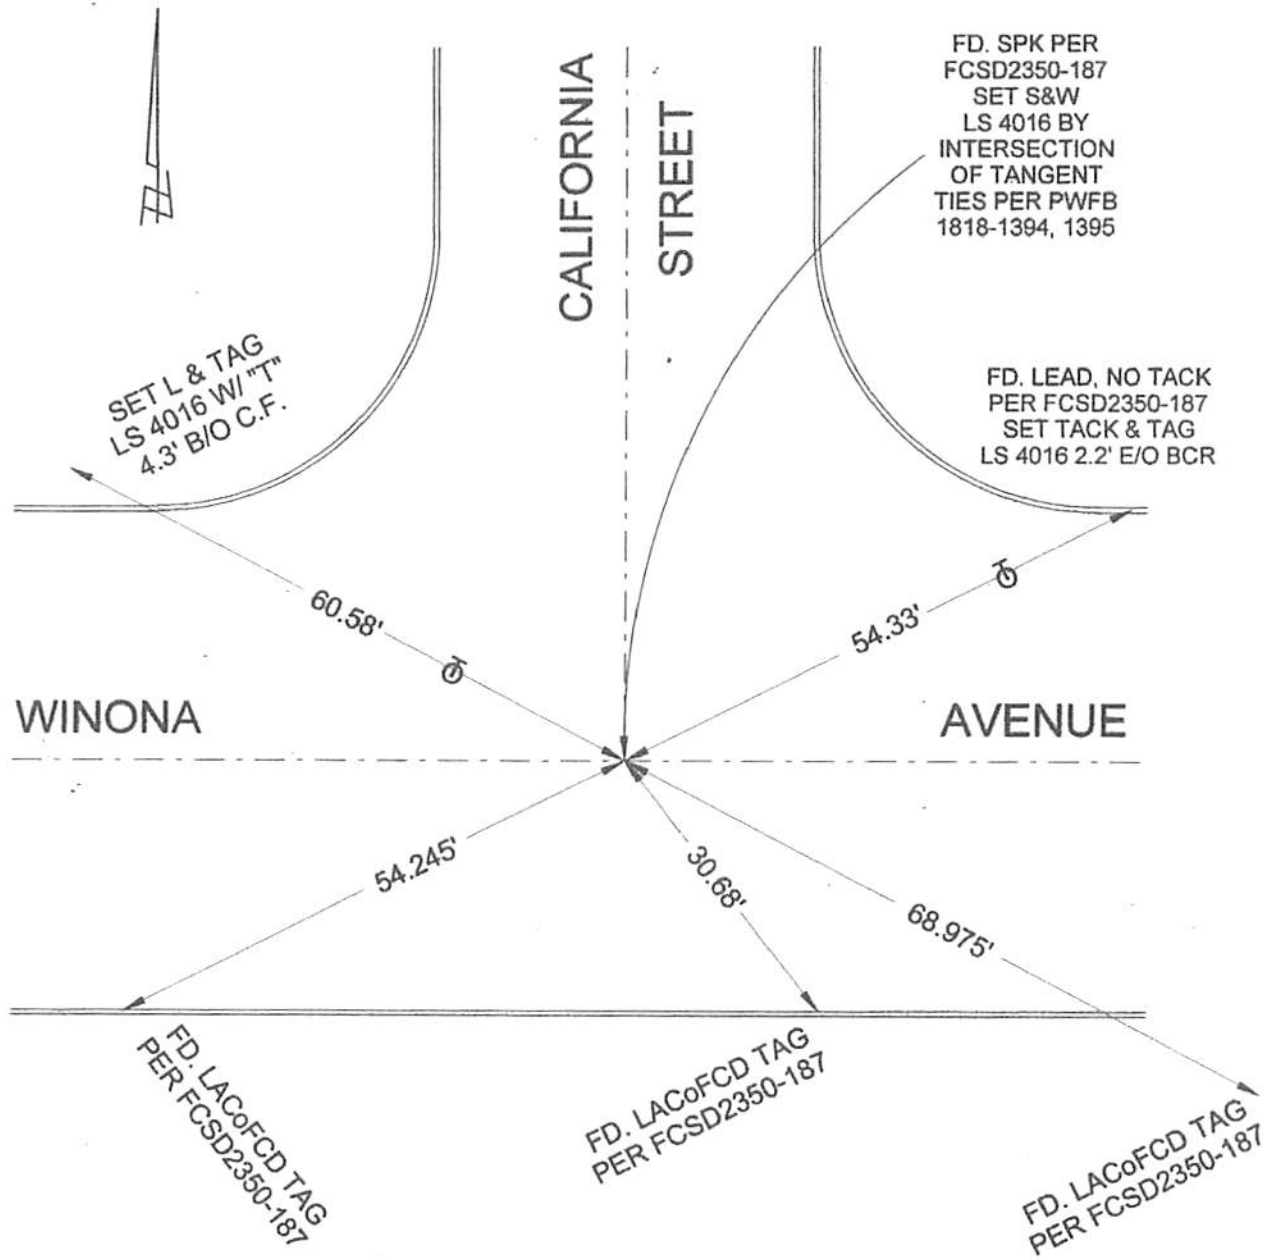 CALIFORNIA
STREET
FD. SPK PER
FCSD2350-187
SET S&W
LS 4016 BY
INTERSECTION
OF TANGENT
TIES PER PWFB
1818-1394, 1395
SET L & TAG
LS 4016 W/ "T"
4.3' B/O C.F.
FD. LEAD, NO TACK
PER FCSD2350-187
SET TACK & TAG
LS 4016 2.2' E/O BCR
60.58'
54.33'
WINONA
AVENUE
54.245'
30.68'
68.975'
FD. LACoFCD TAG
PER FCSD2350-187
FD. LACoFCD TAG
PER FCSD2350-187
FD. LACoFCD TAG
PER FCSD2350-187